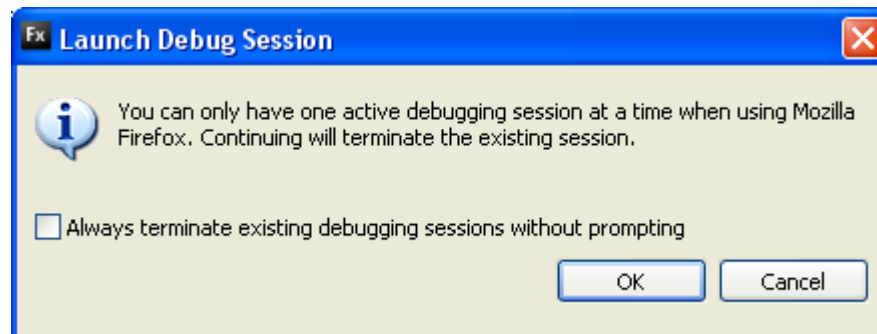 Fx Launch Debug Session
You can only have one active debugging session at a time when using Mozilla
Firefox. Continuing will terminate the existing session.
Always terminate existing debugging sessions without prompting
OK Cancel